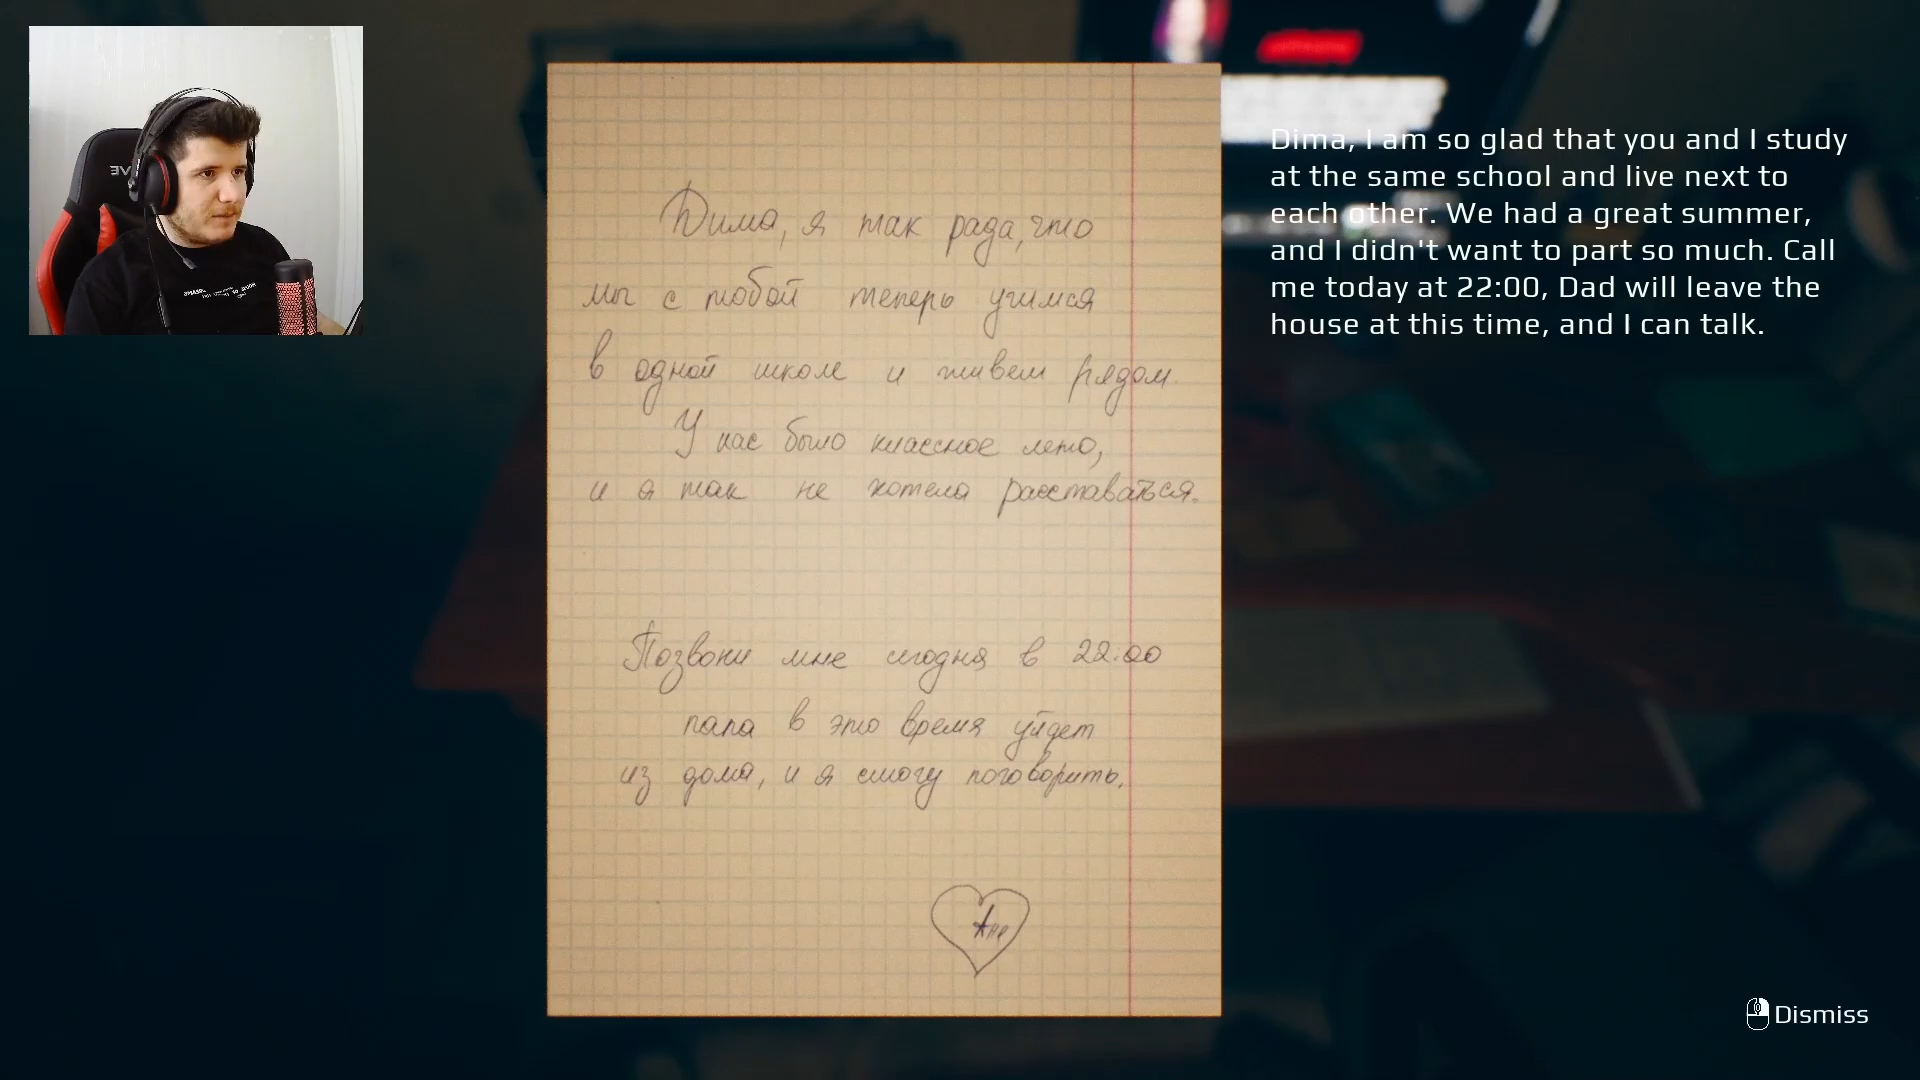 Дима, я так рада, что
мы с тобой теперь учимся
в одной школе и живем рядом.
У нас было классное лето,
и я так не хотела расставаться.
Позвони мне сегодня в 22:00
папа в это время уйдет
из дома, и я смогу поговорить.
Dima, I am so glad that you and I study
at the same school and live next to
each other. We had a great summer,
and I didn't want to part so much. Call
me today at 22:00, Dad will leave the
house at this time, and I can talk.
Dismiss